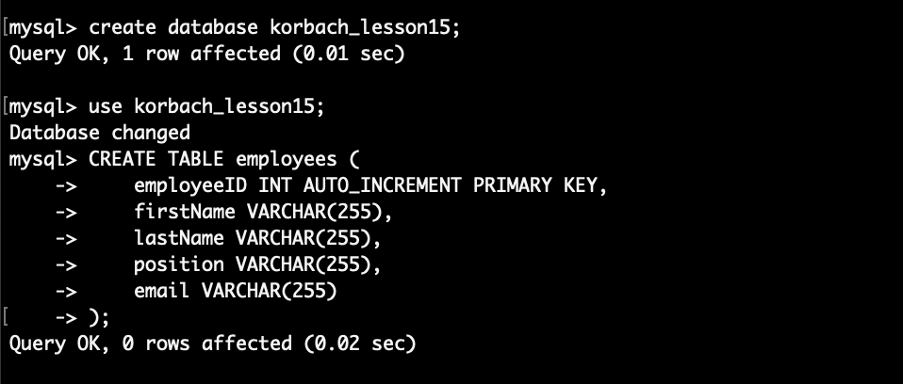 [mysql> create database korbach_lesson15;
Query OK, 1 row affected (0.01 sec)

[mysql> use korbach_lesson15;
Database changed
mysql> CREATE TABLE employees (
    ->     employeeID INT AUTO_INCREMENT PRIMARY KEY,
    ->     firstName VARCHAR(255),
    ->     lastName VARCHAR(255),
    ->     position VARCHAR(255),
    ->     email VARCHAR(255)
[    -> );
Query OK, 0 rows affected (0.02 sec)